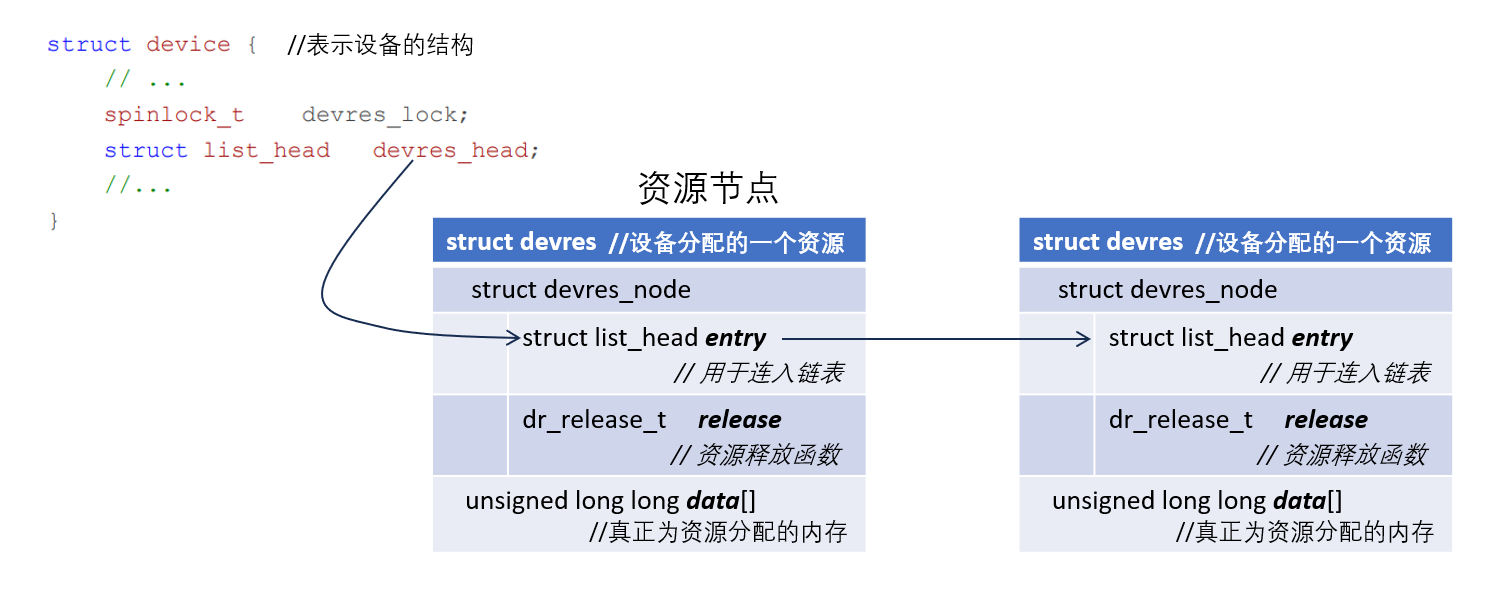 struct device {  //表示设备的结构
// ...
spinlock_t    devres_lock;
struct list_head   devres_head;
//...
}
资源节点
struct devres  //设备分配的一个资源
struct devres_node
struct list_head entry
// 用于连入链表
dr_release_t    release
// 资源释放函数
unsigned long long data[]
//真正为资源分配的内存
struct devres  //设备分配的一个资源
struct devres_node
struct list_head entry
// 用于连入链表
dr_release_t    release
// 资源释放函数
unsigned long long data[]
//真正为资源分配的内存